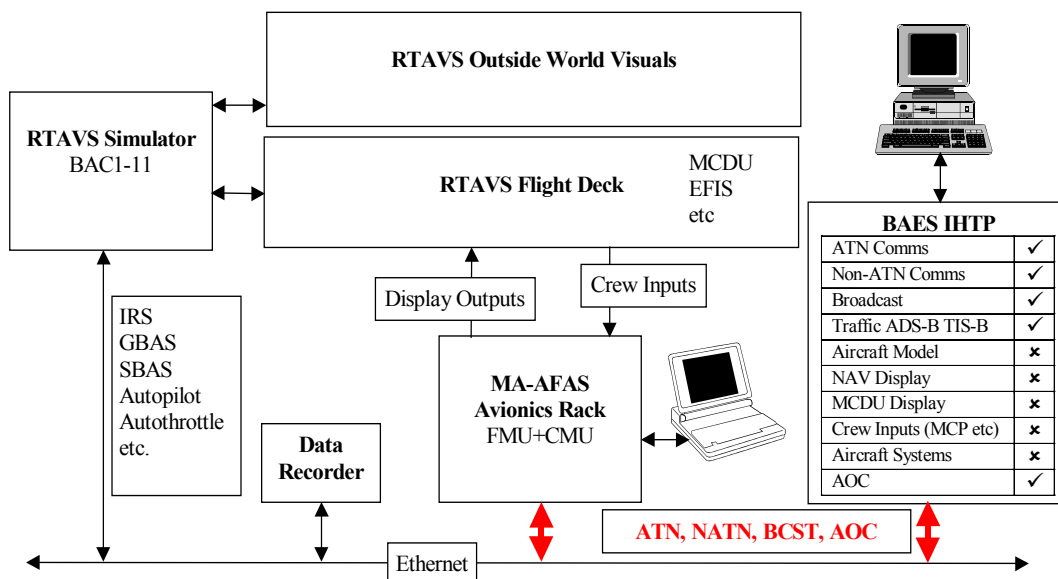 RTAVS Outside World Visuals
RTAVS Simulator
BAC1-11
RTAVS Flight Deck
MCDU
EFIS
etc
BAES IHTP
ATN Comms ✓
Non-ATN Comms ✓
Broadcast ✓
Traffic ADS-B TIS-B ✓
Aircraft Model ✗
NAV Display ✗
MCDU Display ✗
Crew Inputs (MCP etc) ✗
Aircraft Systems ✗
AOC ✓
Display Outputs
Crew Inputs
IRS
GBAS
SBAS
Autopilot
Autothrottle
etc.
MA-AFAS
Avionics Rack
FMU+CMU
Data
Recorder
ATN, NATN, BCST, AOC
Ethernet